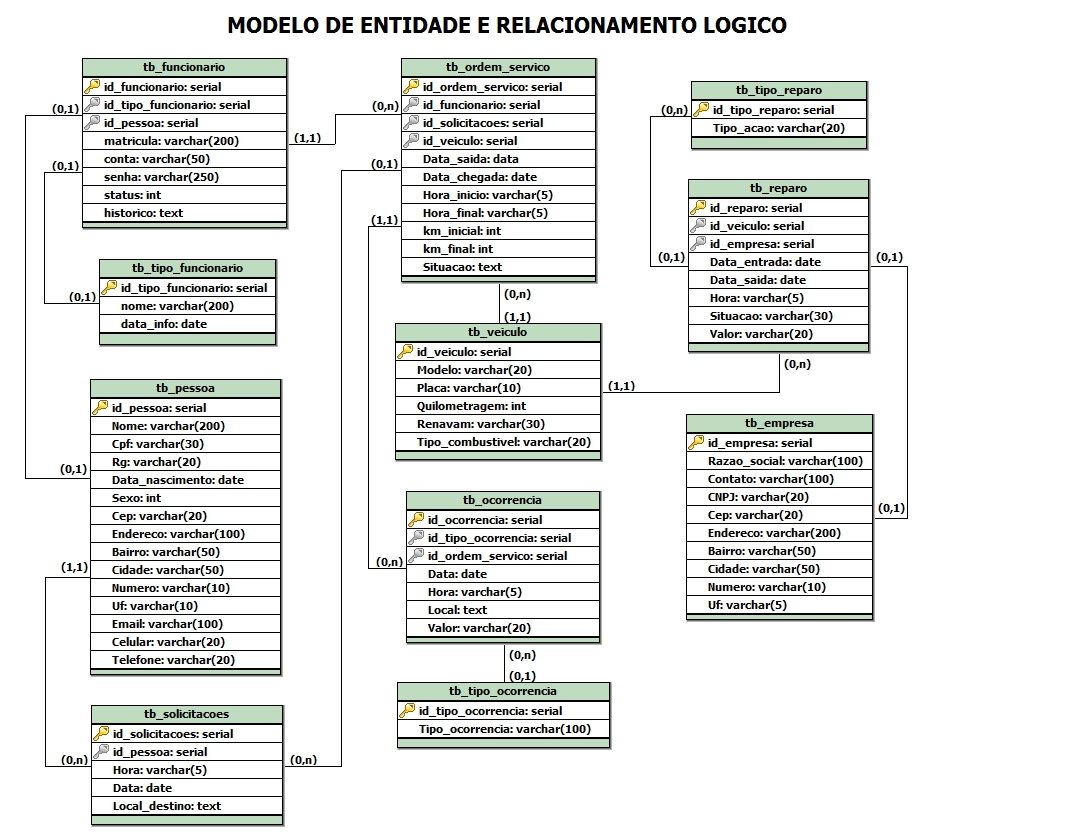 MODELO DE ENTIDADE E RELACIONAMENTO LOGICO
tb_funcionario
id_funcionario: serial
id_tipo_funcionario: serial
id_pessoa: serial
matricula: varchar(200)
conta: varchar(50)
senha: varchar(250)
status: int
historico: text
(0,1)
(0,1)
(1,1)
tb_tipo_funcionario
id_tipo_funcionario: serial
nome: varchar(200)
data_info: date
(0,1)
tb_pessoa
id_pessoa: serial
Nome: varchar(200)
Cpf: varchar(30)
Rg: varchar(20)
Data_nascimento: date
Sexo: int
Cep: varchar(20)
Endereco: varchar(100)
Bairro: varchar(50)
Cidade: varchar(50)
Numero: varchar(10)
Uf: varchar(10)
Email: varchar(100)
Celular: varchar(20)
Telefone: varchar(20)
(0,1)
(1,1)
tb_solicitacoes
id_solicitacoes: serial
id_pessoa: serial
Hora: varchar(5)
Data: date
Local_destino: text
(0,n)
(0,n)
tb_ordem_servico
id_ordem_servico: serial
id_funcionario: serial
id_solicitacoes: serial
id_veiculo: serial
Data_saida: data
Data_chegada: date
Hora_inicio: varchar(5)
Hora_final: varchar(5)
km_inicial: int
km_final: int
Situacao: text
(0,n)
(0,1)
(1,1)
(0,n)
(1,1)
tb_veiculo
id_veiculo: serial
Modelo: varchar(20)
Placa: varchar(10)
Quilometragem: int
Renavam: varchar(30)
Tipo_combustivel: varchar(20)
(1,1)
tb_ocorrencia
id_ocorrencia: serial
id_tipo_ocorrencia: serial
id_ordem_servico: serial
Data: date
Hora: varchar(5)
Local: text
Valor: varchar(20)
(0,n)
(0,n)
(0,1)
tb_tipo_ocorrencia
id_tipo_ocorrencia: serial
Tipo_ocorrencia: varchar(100)
tb_tipo_reparo
id_tipo_reparo: serial
Tipo_acao: varchar(20)
(0,n)
tb_reparo
id_reparo: serial
id_veiculo: serial
id_empresa: serial
Data_entrada: date
Data_saida: date
Hora: varchar(5)
Situacao: varchar(30)
Valor: varchar(20)
(0,1)
(0,1)
(0,n)
tb_empresa
id_empresa: serial
Razao_social: varchar(100)
Contato: varchar(100)
CNPJ: varchar(20)
Cep: varchar(20)
Endereco: varchar(200)
Bairro: varchar(50)
Cidade: varchar(50)
Numero: varchar(10)
Uf: varchar(5)
(0,1)